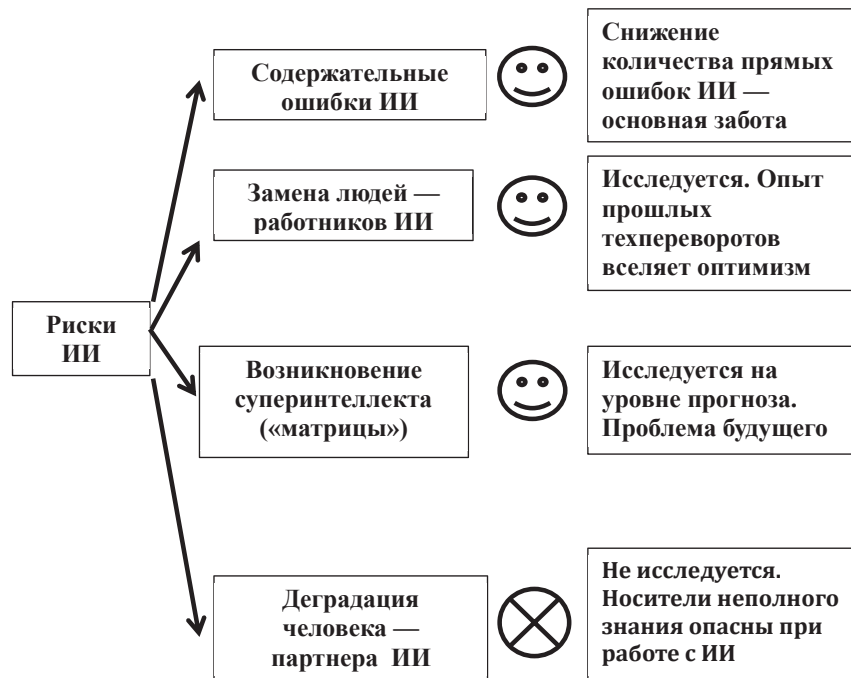 Содержательные
ошибки ИИ
Снижение
количества прямых
ошибок ИИ —
основная забота
Замена людей —
работников ИИ
Исследуется. Опыт
прошлых
техпереворотов
вселяет оптимизм
Риски
ИИ
Возникновение
суперинтеллекта
(«матрицы»)
Исследуется на
уровне прогноза.
Проблема будущего
Деградация
человека —
партнера ИИ
Не исследуется.
Носители неполного
знания опасны при
работе с ИИ